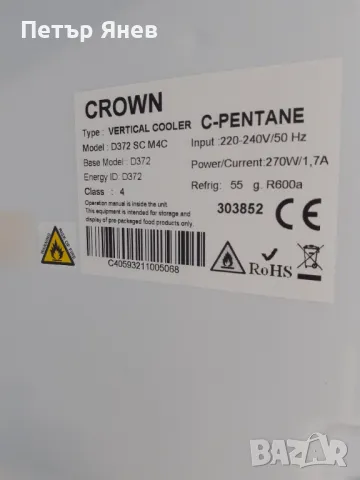 Петър Янев
CROWN
C-PENTANE
Type : VERTICAL COOLER
Model : D372 SC M4C
Base Model : D372
Energy ID: D372
Class : 4
Operation manual is inside the unit
This equipment is intended for storage and
display of pre packaged food products only.
Input :220-240V/50 Hz
Power/Current:270W/1,7A
Refrig: 55 g. R600a
303852
CE
RoHS
C40593211005068
RISK OF FIRE
bazar